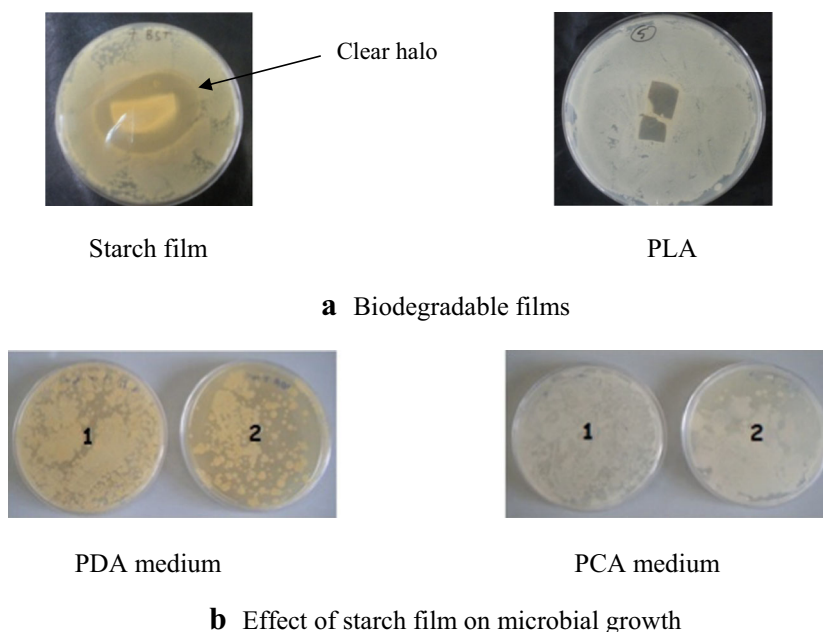 Clear halo
5
Starch film
PLA
a Biodegradable films
1
2
1
2
PDA medium
PCA medium
b Effect of starch film on microbial growth